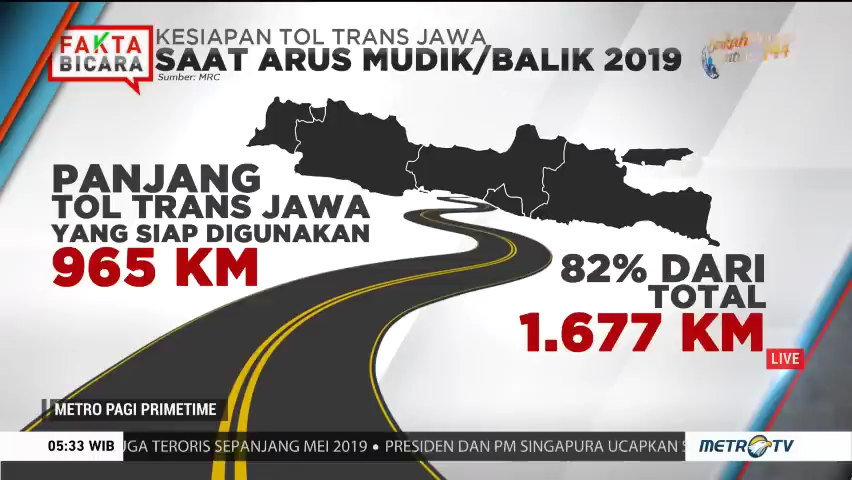 FAKTA
BICARA
KESIAPAN TOL TRANS JAWA
SAAT ARUS MUDIK/BALIK 2019
Sumber: MRC
PANJANG
TOL TRANS JAWA
YANG SIAP DIGUNAKAN
965 KM
82% DARI
TOTAL
1.677 KM
LIVE
METRO PAGI PRIMETIME
05:33 WIB
UGA TERORIS SEPANJANG MEI 2019 • PRESIDEN DAN PM SINGAPURA UCAPKAN S
METRO TV